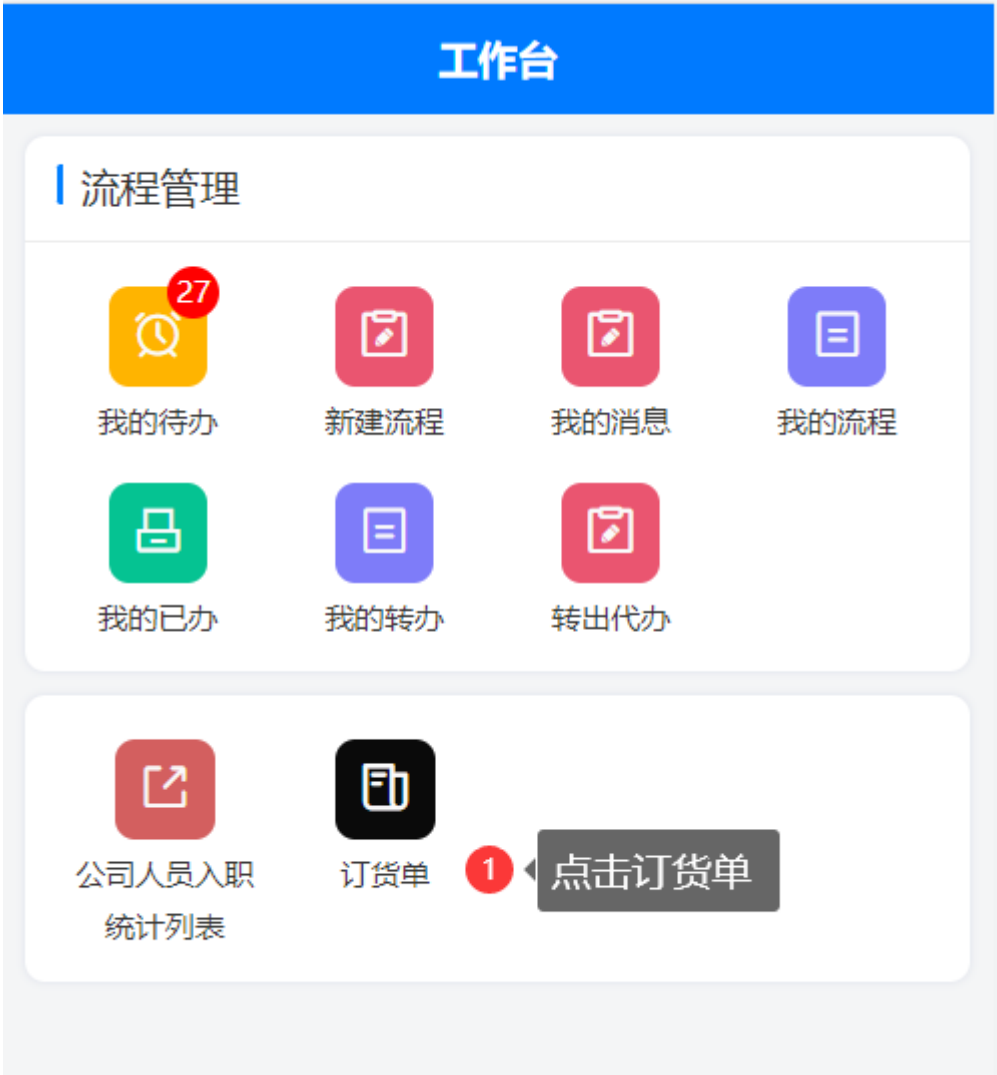 工作台
流程管理
27
我的待办 新建流程 我的消息 我的流程
我的已办 我的转办 转出代办
公司人员入职
统计列表
订货单
1
点击订货单